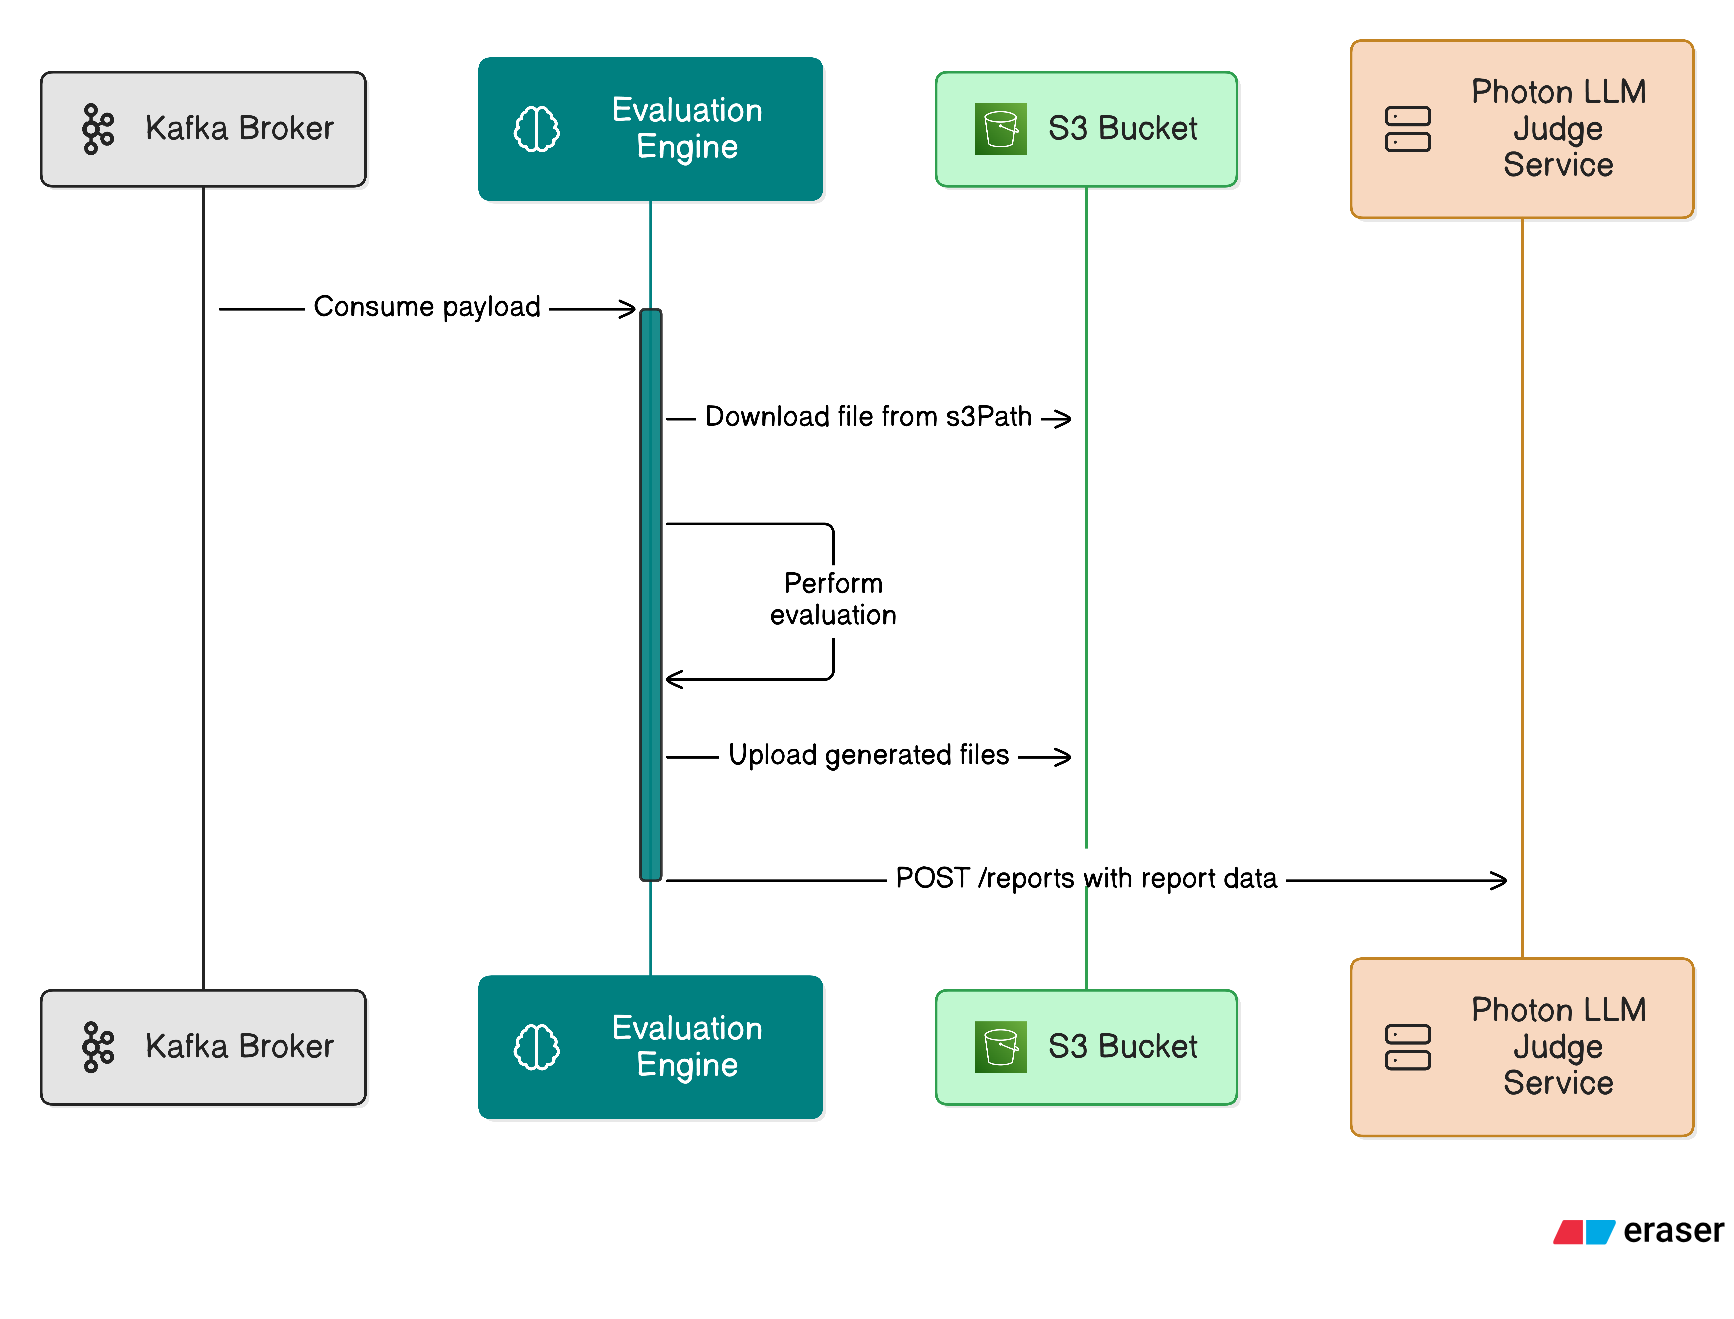 Kafka Broker
Evaluation
Engine
S3 Bucket
Photon LLM
Judge
Service
Consume payload
Download file from s3Path
Perform
evaluation
Upload generated files
POST /reports with report data
Kafka Broker
Evaluation
Engine
S3 Bucket
Photon LLM
Judge
Service
eraser